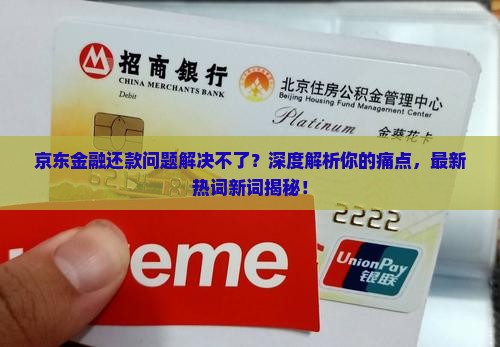 招商银行
CHINA MERCHANTS BANK
Debit
北京住房公积金管理中心
Beijing Housing Fund Management Center
Platinum
金葵花卡
京东金融还款问题解决不了？深度解析你的痛点，最新
热词新词揭秘！
2222
eme
UnionPay
银联